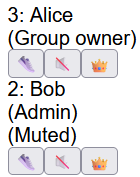 3: Alice
(Group owner)
2: Bob
(Admin)
(Muted)